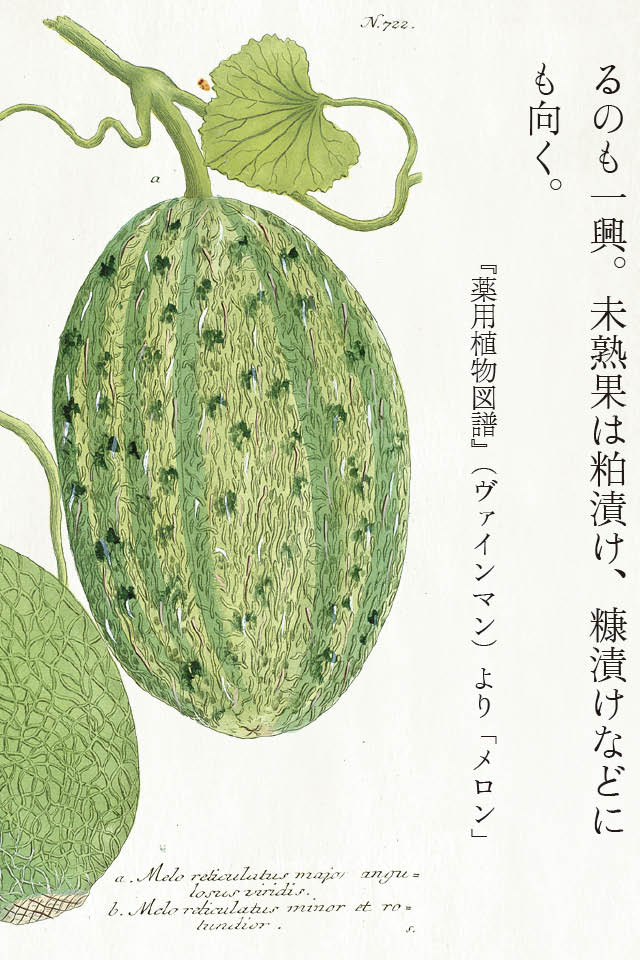 るのも一興。未熟果は粕漬け、糠漬けなどに
も向く。
『薬用植物図譜』（ヴァインマン）より「メロン」
N. 722.
a
a. Melo reticulatus major angu=
losus viridis.
b. Melo reticulatus minor et ro=
tundior.
s.